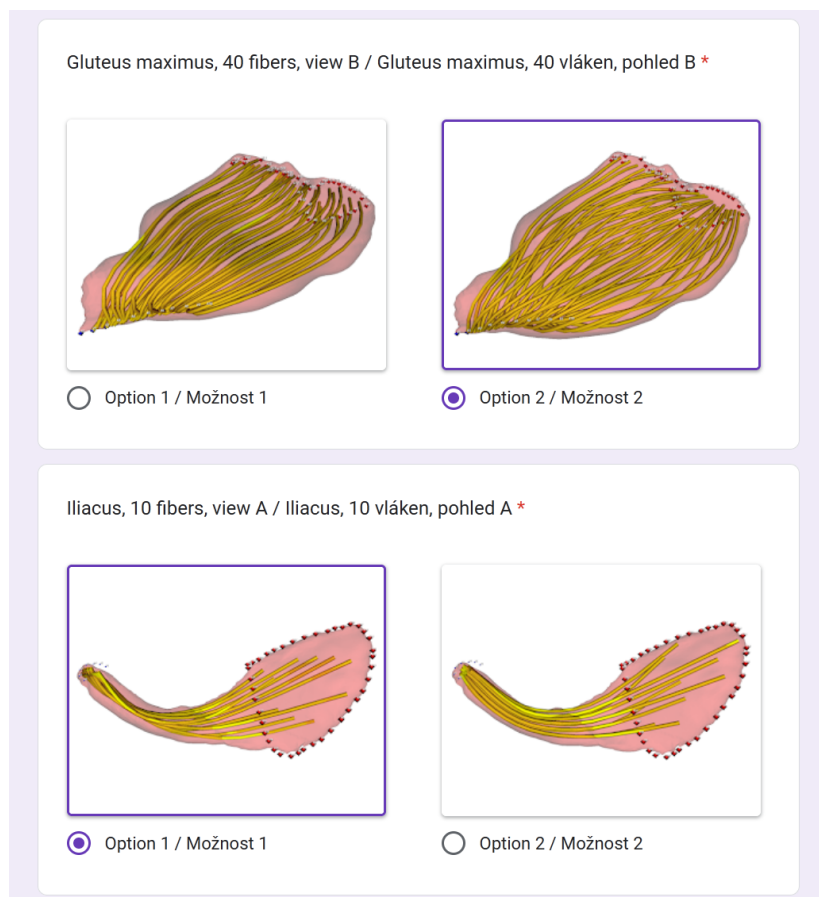 Gluteus maximus, 40 fibers, view B / Gluteus maximus, 40 vláken, pohled B *
Option 1 / Možnost 1
Option 2 / Možnost 2
Iliacus, 10 fibers, view A / Iliacus, 10 vláken, pohled A *
Option 1 / Možnost 1
Option 2 / Možnost 2